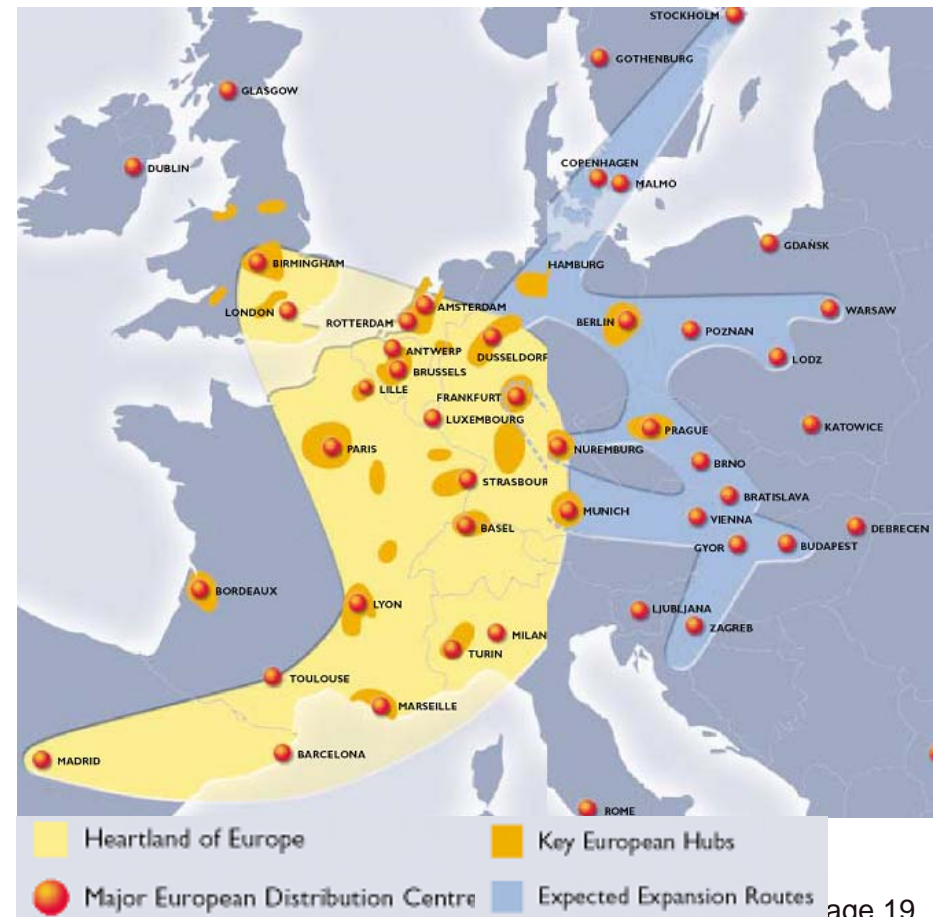 STOCKHOLM
GOTHENBURG
GLASGOW
COPENHAGEN
DUBLIN
MALMÖ
GDAŃSK
BIRMINGHAM
HAMBURG
AMSTERDAM
LONDON
WARSAW
ROTTERDAM
BERLIN
POZNAN
ANTWERP
DUSSELDORF
LODZ
BRUSSELS
LILLE
FRANKFURT
LUXEMBOURG
KATOWICE
PRAGUE
PARIS
NUREMBURG
BRNO
STRASBOUR
BRATISLAVA
MUNICH
VIENNA
BASEL
DEBRECEN
GYOR
BUDAPEST
BORDEAUX
LYON
LJUBLJANA
ZAGREB
MILAN
TURIN
TOULOUSE
MARSEILLE
BARCELONA
MADRID
ROME
Heartland of Europe
Key European Hubs
Major European Distribution Centre
Expected Expansion Routes
age 19